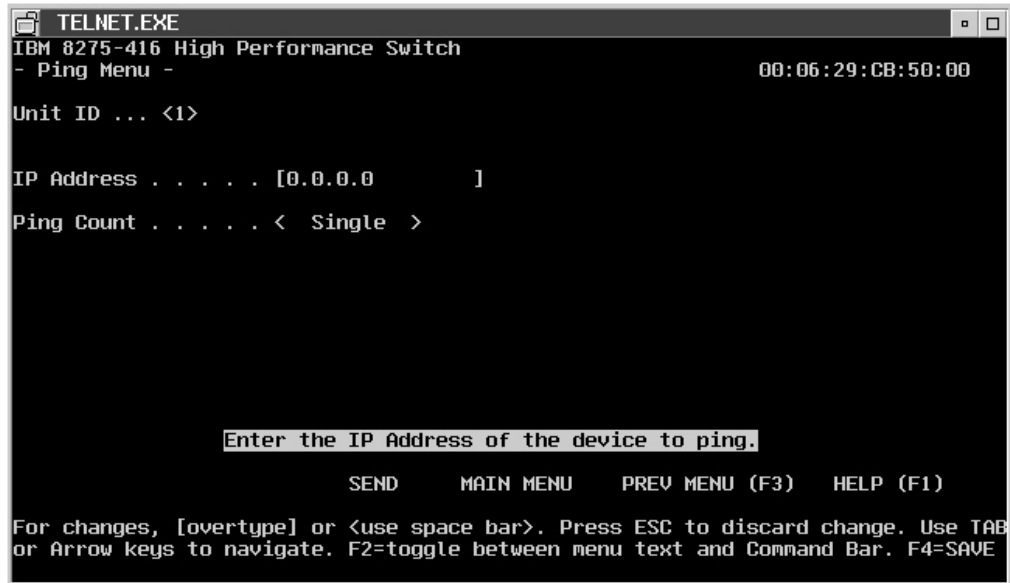 TELNET.EXE
IBM 8275-416 High Performance Switch
- Ping Menu - 00:06:29:CB:50:00
Unit ID ... <1>
IP Address . . . . . [0.0.0.0 ]
Ping Count . . . . . < Single >
Enter the IP Address of the device to ping.
SEND MAIN MENU PREV MENU (F3) HELP (F1)
For changes, [overtype] or <use space bar>. Press ESC to discard change. Use TAB
or Arrow keys to navigate. F2=toggle between menu text and Command Bar. F4=SAVE